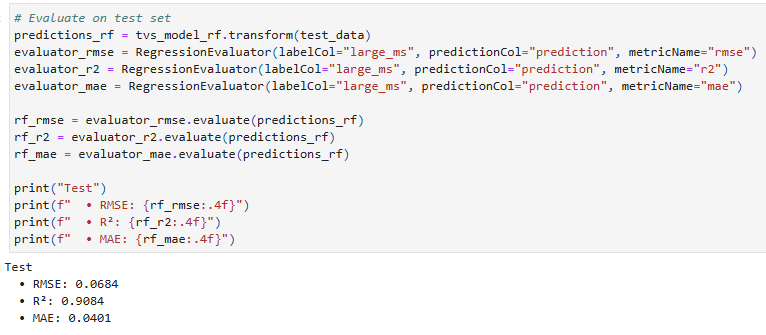 # Evaluate on test set
predictions_rf = tvs_model_rf.transform(test_data)
evaluator_rmse = RegressionEvaluator(labelCol="large_ms", predictionCol="prediction", metricName="rmse")
evaluator_r2 = RegressionEvaluator(labelCol="large_ms", predictionCol="prediction", metricName="r2")
evaluator_mae = RegressionEvaluator(labelCol="large_ms", predictionCol="prediction", metricName="mae")

rf_rmse = evaluator_rmse.evaluate(predictions_rf)
rf_r2 = evaluator_r2.evaluate(predictions_rf)
rf_mae = evaluator_mae.evaluate(predictions_rf)

print("Test")
print(f"  • RMSE: {rf_rmse:.4f}")
print(f"  • R²: {rf_r2:.4f}")
print(f"  • MAE: {rf_mae:.4f}")
Test
  • RMSE: 0.0684
  • R²: 0.9084
  • MAE: 0.0401